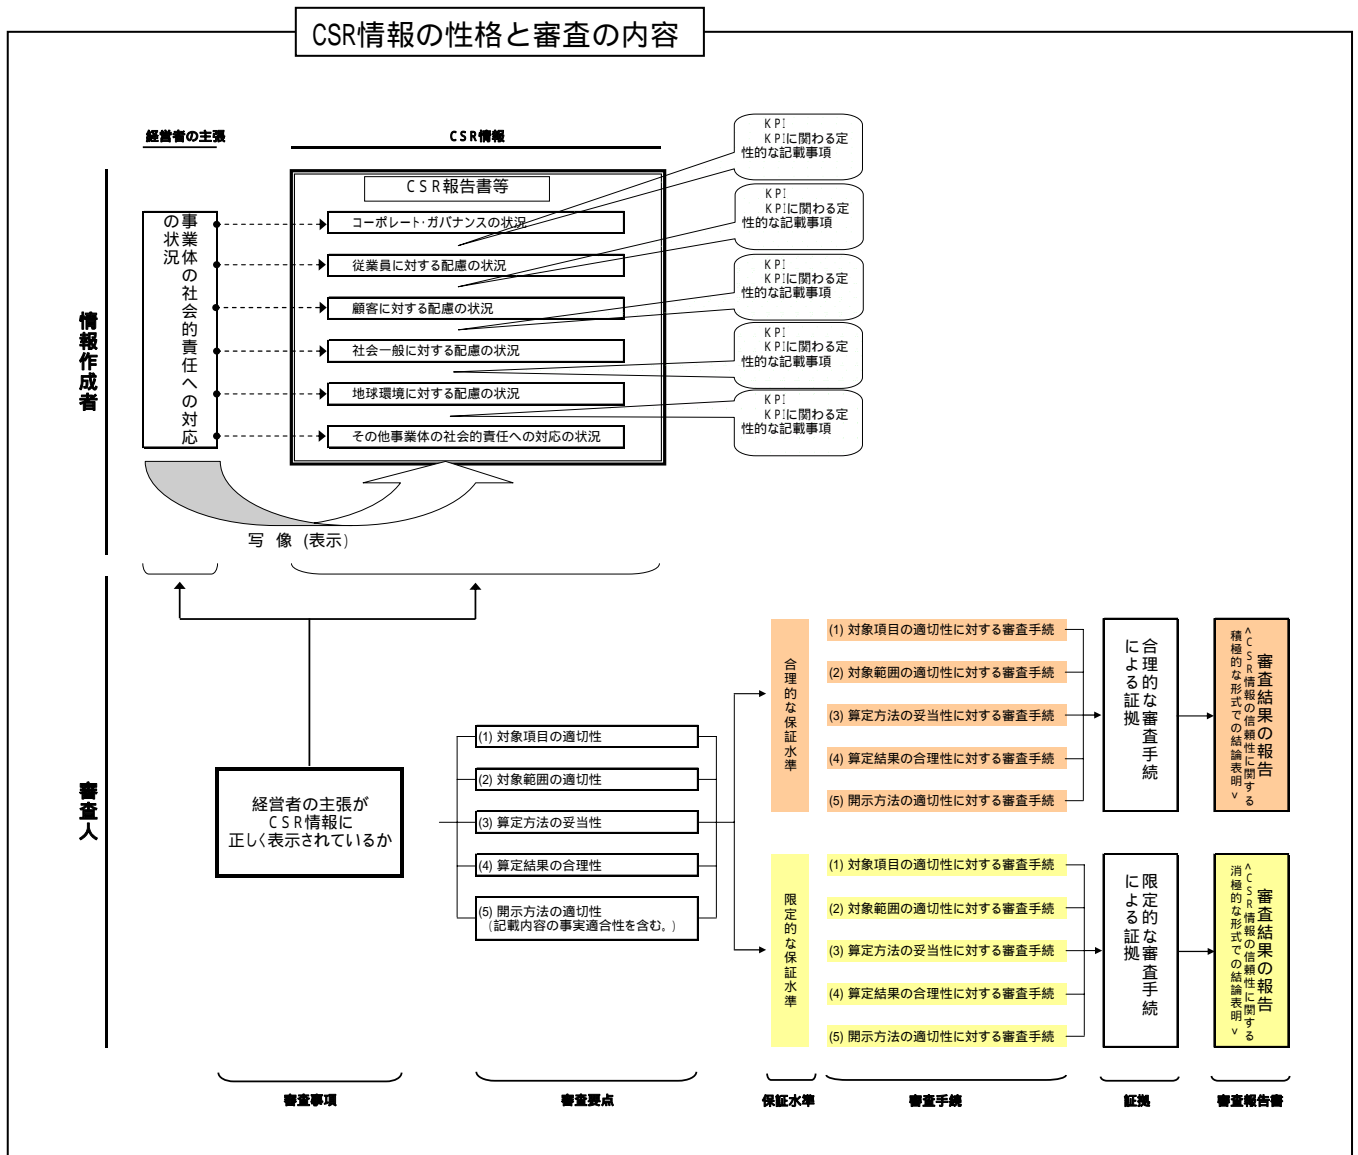 CSR情報の性格と審査の内容
経営者の主張
CSR情報
情報作成者
事業体の社会的責任への対応
の状況
CSR報告書等
コーポレート・ガバナンスの状況
従業員に対する配慮の状況
顧客に対する配慮の状況
社会一般に対する配慮の状況
地球環境に対する配慮の状況
その他事業体の社会的責任への対応の状況
KPI
KPIに関わる定
性的な記載事項
KPI
KPIに関わる定
性的な記載事項
KPI
KPIに関わる定
性的な記載事項
KPI
KPIに関わる定
性的な記載事項
KPI
KPIに関わる定
性的な記載事項
写 像 (表示)
審査人
経営者の主張が
CSR情報に
正しく表示されているか
(1) 対象項目の適切性
(2) 対象範囲の適切性
(3) 算定方法の妥当性
(4) 算定結果の合理性
(5) 開示方法の適切性
(記載内容の事実適合性を含む。)
合理的な保証水準
(1) 対象項目の適切性に対する審査手続
(2) 対象範囲の適切性に対する審査手続
(3) 算定方法の妥当性に対する審査手続
(4) 算定結果の合理性に対する審査手続
(5) 開示方法の適切性に対する審査手続
合理的な審査手続
による証拠
審査結果の報告
<CSR情報の信頼性に関する
積極的な形式での結論表明>
限定的な保証水準
(1) 対象項目の適切性に対する審査手続
(2) 対象範囲の適切性に対する審査手続
(3) 算定方法の妥当性に対する審査手続
(4) 算定結果の合理性に対する審査手続
(5) 開示方法の適切性に対する審査手続
限定的な審査手続
による証拠
審査結果の報告
<CSR情報の信頼性に関する
消極的な形式での結論表明>
審査事項
審査要点
保証水準
審査手続
証拠
審査報告書